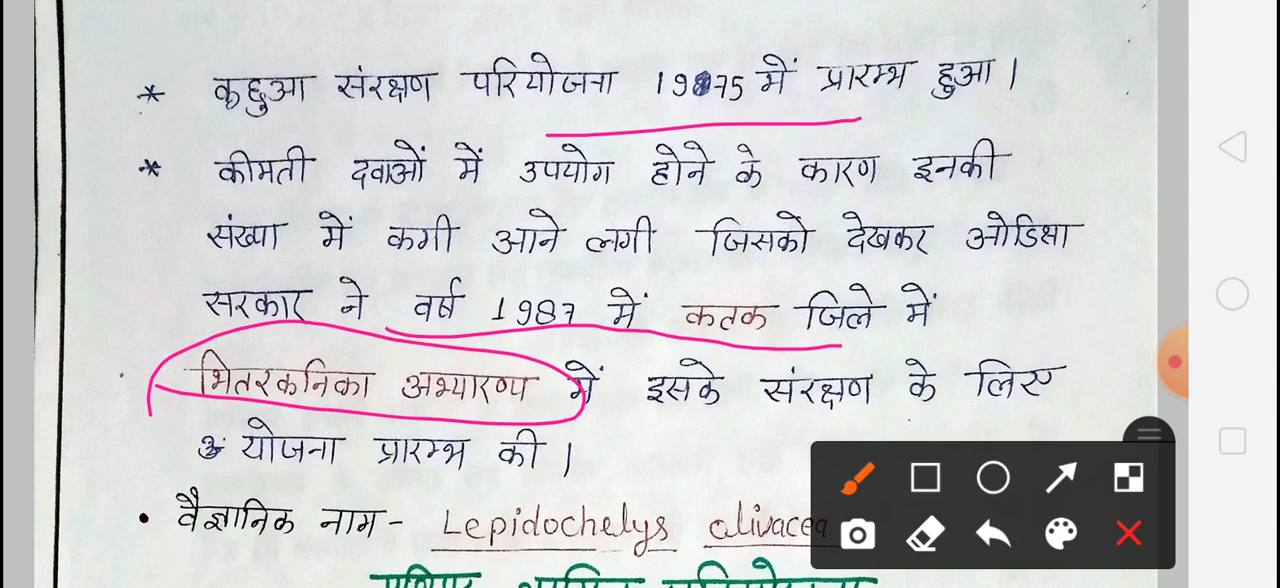 * कछुआ संरक्षण परियोजना 1975 में प्रारम्भ हुआ।
* कीमती दवाओं में उपयोग होने के कारण इनकी
संख्या में कमी आने लगी जिसको देखकर ओडिसा
सरकार ने वर्ष 1987 में कतक जिले में
भितरकनिका अभ्यारण्य में इसके संरक्षण के लिए
योजना प्रारम्भ की।
• वैज्ञानिक नाम - Lepidochelys olivacea